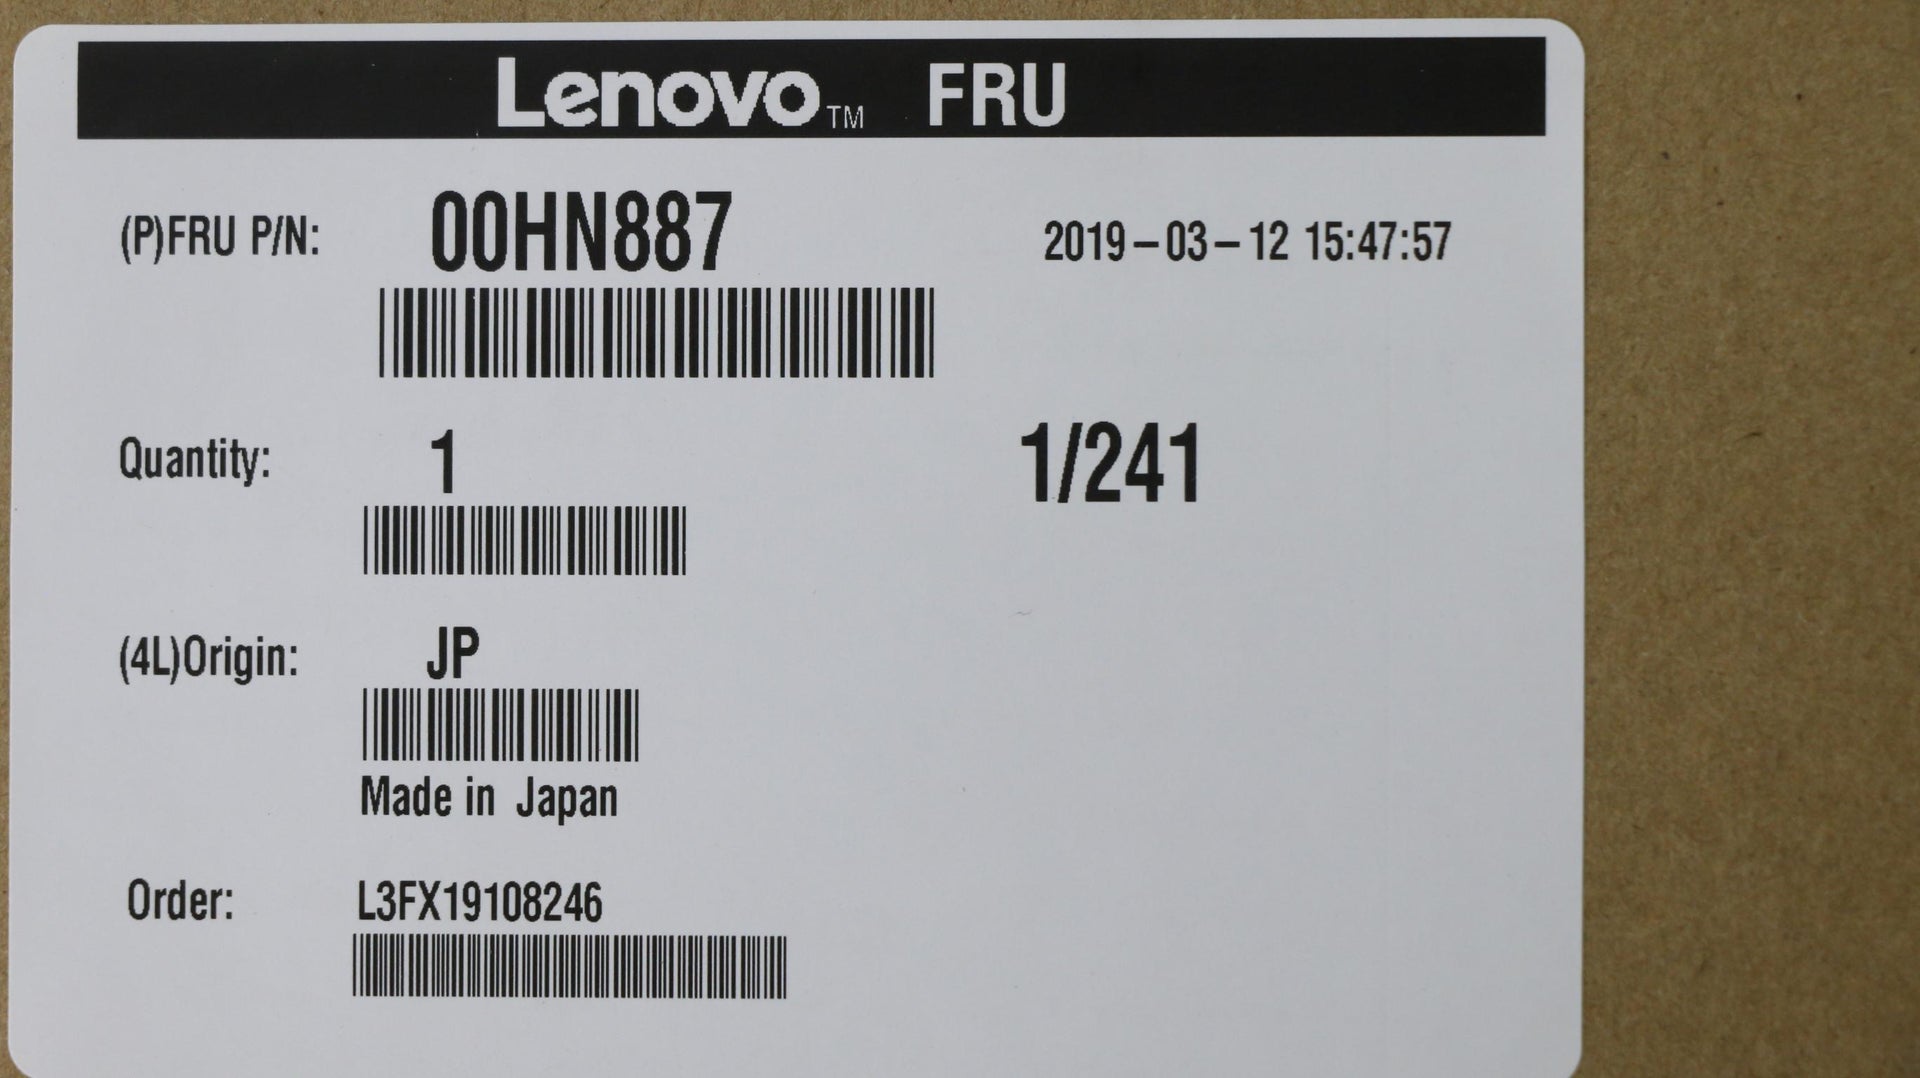 Lenovo™ FRU
(P)FRU P/N: 00HN887 2019-03-12 15:47:57
Quantity: 1 1/241
(4L)Origin: JP
Made in Japan
Order: L3FX19108246